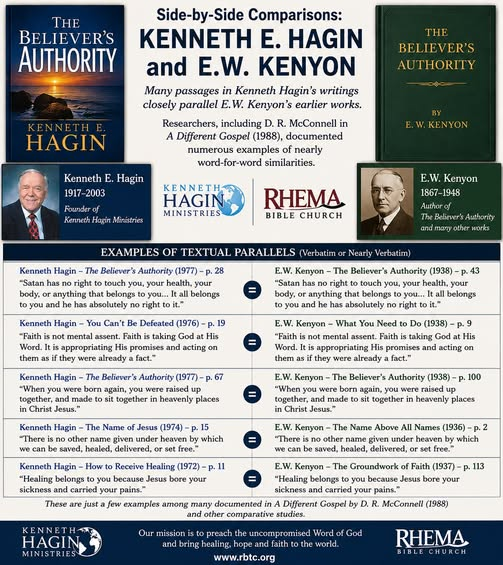 THE
BELIEVER'S
AUTHORITY
KENNETH E.
HAGIN
Side-by-Side Comparisons:
KENNETH E. HAGIN
and E.W. KENYON
Many passages in Kenneth Hagin's writings
closely parallel E.W. Kenyon's earlier works.
Researchers, including D. R. McConnell in
A Different Gospel (1988), documented
numerous examples of nearly
word-for-word similarities.
THE
BELIEVER'S
AUTHORITY
BY
E. W. KENYON
Kenneth E. Hagin
1917–2003
Founder of
Kenneth Hagin Ministries
KENNETH
HAGIN
MINISTRIES
RHEMA
BIBLE CHURCH
E.W. Kenyon
1867–1948
Author of
The Believer's Authority
and many other works
EXAMPLES OF TEXTUAL PARALLELS (Verbatim or Nearly Verbatim)
Kenneth Hagin – The Believer's Authority (1977) – p. 28
"Satan has no right to touch you, your health, your
body, or anything that belongs to you... It all belongs
to you and he has absolutely no right to it."
=
E.W. Kenyon – The Believer's Authority (1938) – p. 43
"Satan has no right to touch you, your health, your
body, or anything that belongs to you... It all belongs
to you and he has absolutely no right to it."
Kenneth Hagin – You Can't Be Defeated (1976) – p. 19
"Faith is not mental assent. Faith is taking God at His
Word. It is appropriating His promises and acting on
them as if they were already a fact."
=
E.W. Kenyon – What You Need to Do (1938) – p. 9
"Faith is not mental assent. Faith is taking God at His
Word. It is appropriating His promises and acting on
them as if they were already a fact."
Kenneth Hagin – The Believer's Authority (1977) – p. 67
"When you were born again, you were raised up
together, and made to sit together in heavenly places
in Christ Jesus."
=
E.W. Kenyon – The Believer's Authority (1938) – p. 100
"When you were born again, you were raised up
together, and made to sit together in heavenly places
in Christ Jesus."
Kenneth Hagin – The Name of Jesus (1974) – p. 15
"There is no other name given under heaven by which
we can be saved, healed, delivered, or set free."
=
E.W. Kenyon – The Name Above All Names (1936) – p. 2
"There is no other name given under heaven by which
we can be saved, healed, delivered, or set free."
Kenneth Hagin – How to Receive Healing (1972) – p. 11
"Healing belongs to you because Jesus bore your
sickness and carried your pains."
=
E.W. Kenyon – The Groundwork of Faith (1937) – p. 113
"Healing belongs to you because Jesus bore your
sickness and carried your pains."
These are just a few examples among many documented in A Different Gospel by D. R. McConnell (1988)
and other comparative studies.
KENNETH
HAGIN
MINISTRIES
Our mission is to preach the uncompromised Word of God
and bring healing, hope and faith to the world.
www.rbtc.org
RHEMA
BIBLE CHURCH